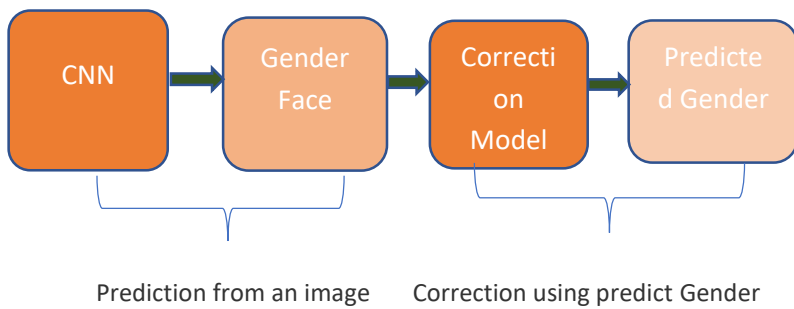 CNN
Gender
Face
Correcti
on
Model
Predicte
d Gender
Prediction from an image
Correction using predict Gender